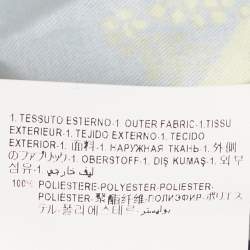 1. TESSUTO ESTERNO-1. OUTER FABRIC-1.TISSU
EXTERIEUR-1. TEJIDO EXTERNO-1. TECIDO
EXTERIOR-1. 面料-1. НАРУЖНАЯ ТКАНЬ-1. 外側
のファブリック-1. OBERSTOFF-1. DIŞ KUMAŞ-1. 외부
섬유-1. ليف خارجي
100% POLIESTERE-POLYESTER-POLIESTER-
POLIÉSTER-聚酯纤维-ПОЛИЭФИР-ポリエス
テル-폴리에스테르-بوليستر